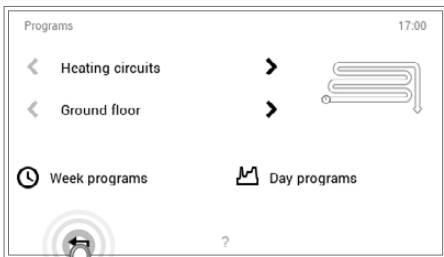 Programs 17:00
Heating circuits
Ground floor
Week programs Day programs
?